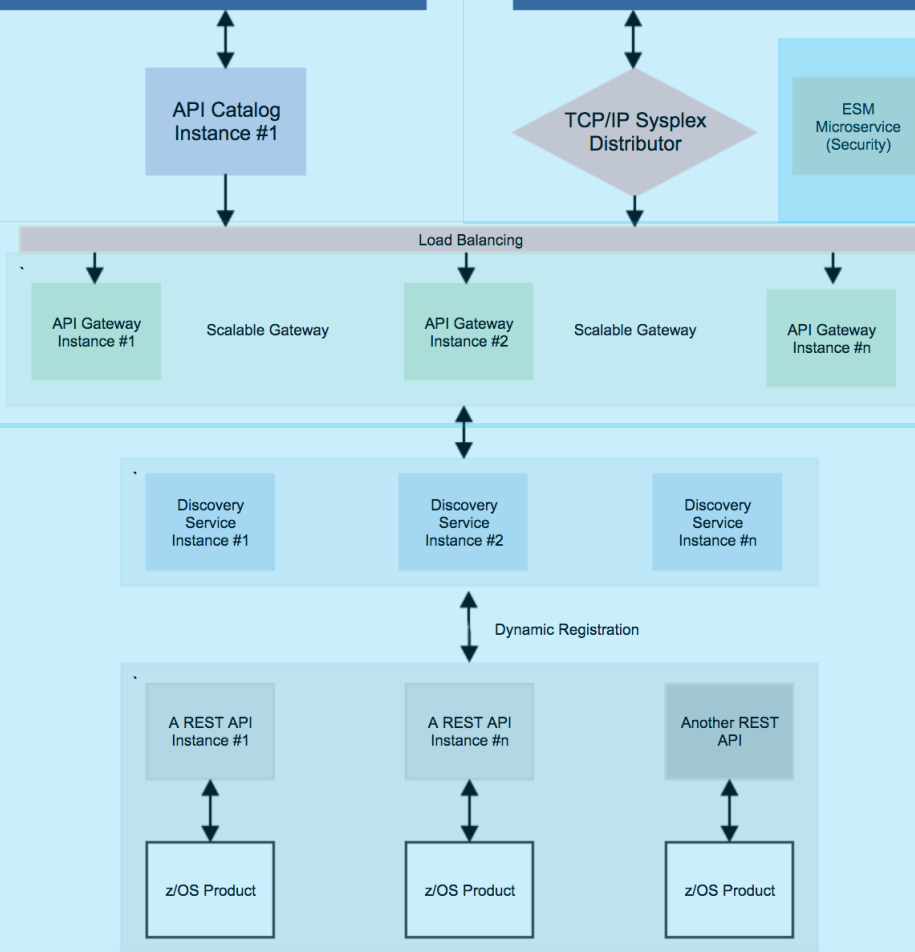 API Catalog
Instance #1
TCP/IP Sysplex
Distributor
ESM
Microservice
(Security)
Load Balancing
API Gateway
Instance #1
Scalable Gateway
API Gateway
Instance #2
Scalable Gateway
API Gateway
Instance #n
Discovery
Service
Instance #1
Discovery
Service
Instance #2
Discovery
Service
Instance #n
Dynamic Registration
A REST API
Instance #1
A REST API
Instance #n
Another REST
API
z/OS Product
z/OS Product
z/OS Product